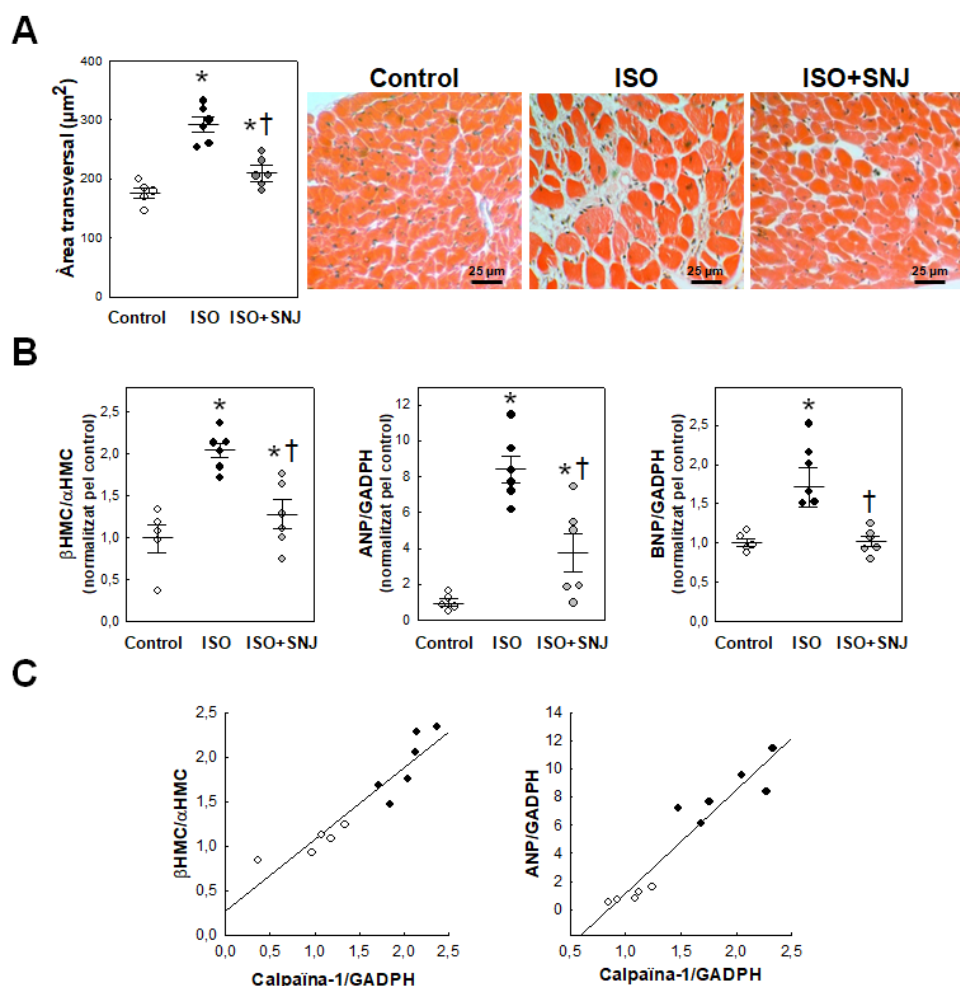 A
Àrea transversal (µm²)
400
300
200
100
0
*
*†
Control
ISO
ISO+SNJ
Control
ISO
ISO+SNJ
25 µm
25 µm
25 µm
B
βHMC/αHMC
(normalitzat pel control)
2,5
2,0
1,5
1,0
0,5
0,0
*
*†
Control
ISO
ISO+SNJ
ANP/GADPH
(normalitzat pel control)
12
10
8
6
4
2
0
*
*†
Control
ISO
ISO+SNJ
BNP/GADPH
(normalitzat pel control)
2,5
2,0
1,5
1,0
0,5
0,0
*
†
Control
ISO
ISO+SNJ
C
βHMC/αHMC
2,5
2,0
1,5
1,0
0,5
0,0
0,0
0,5
1,0
1,5
2,0
2,5
Calpaïna-1/GADPH
ANP/GADPH
14
12
10
8
6
4
2
0
0,5
1,0
1,5
2,0
2,5
Calpaïna-1/GADPH